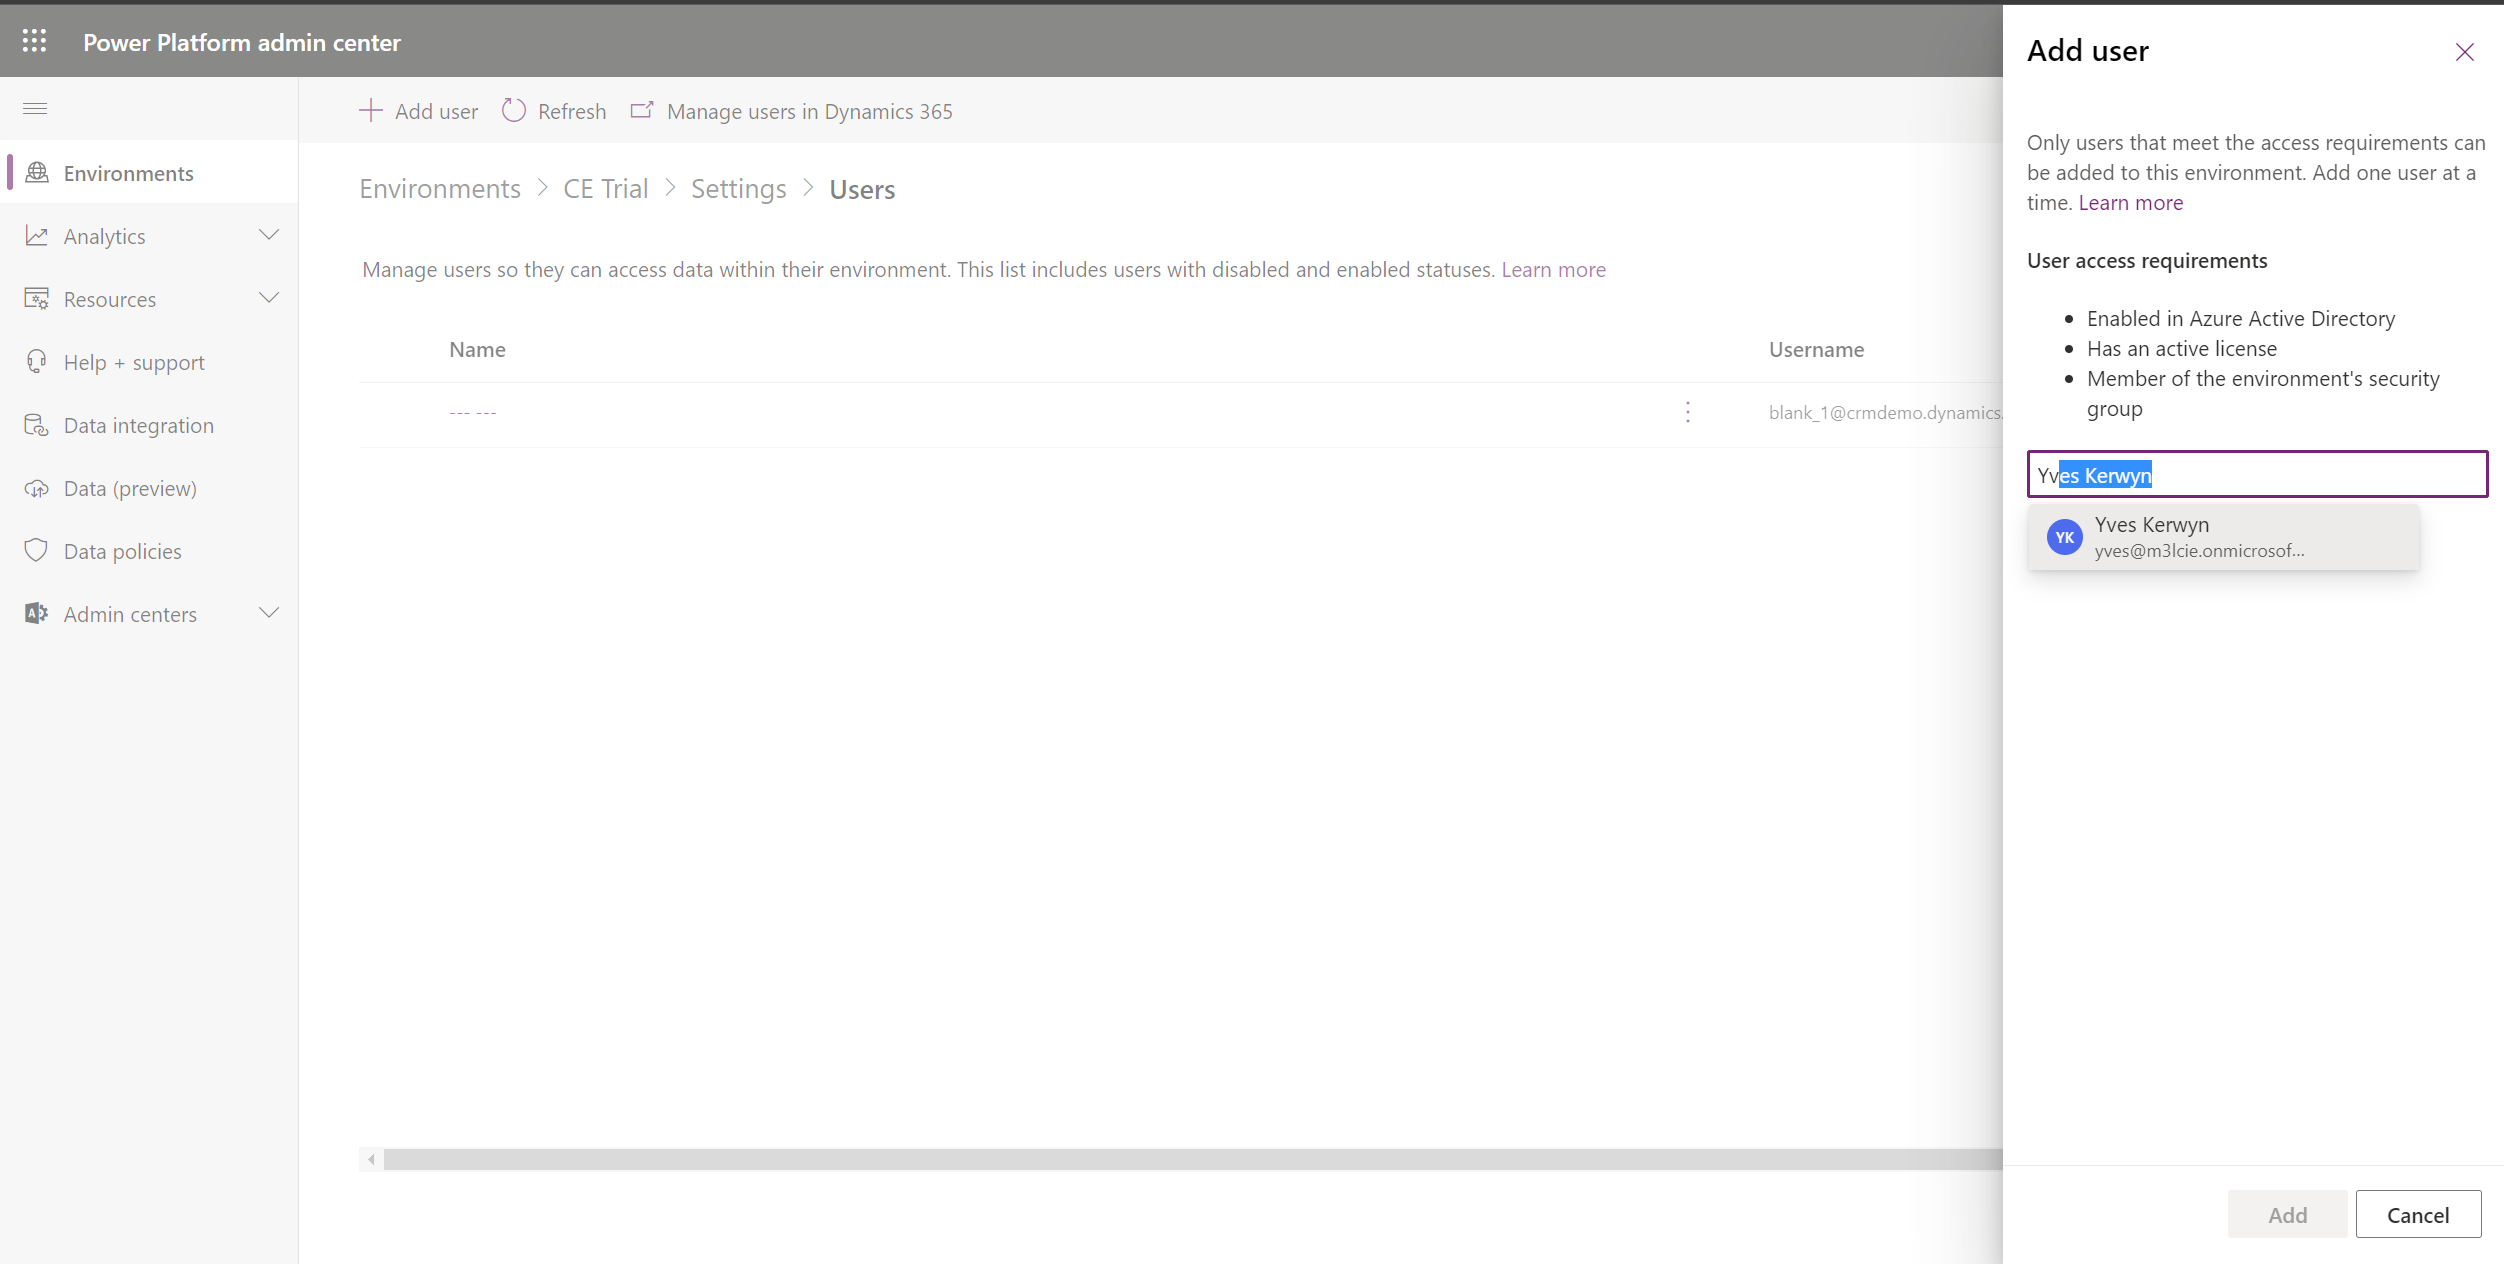 Power Platform admin center
Add user
Refresh
Manage users in Dynamics 365
Environments
Analytics
Resources
Help + support
Data integration
Data (preview)
Data policies
Admin centers
Environments > CE Trial > Settings > Users
Manage users so they can access data within their environment. This list includes users with disabled and enabled statuses. Learn more
Name
Username
--- ---
blank_1@crmdemo.dynamics.
Add user
Only users that meet the access requirements can
be added to this environment. Add one user at a
time. Learn more
User access requirements
Enabled in Azure Active Directory
Has an active license
Member of the environment's security
group
Yves Kerwyn
YK
Yves Kerwyn
yves@m3lcie.onmicrosof...
Add
Cancel